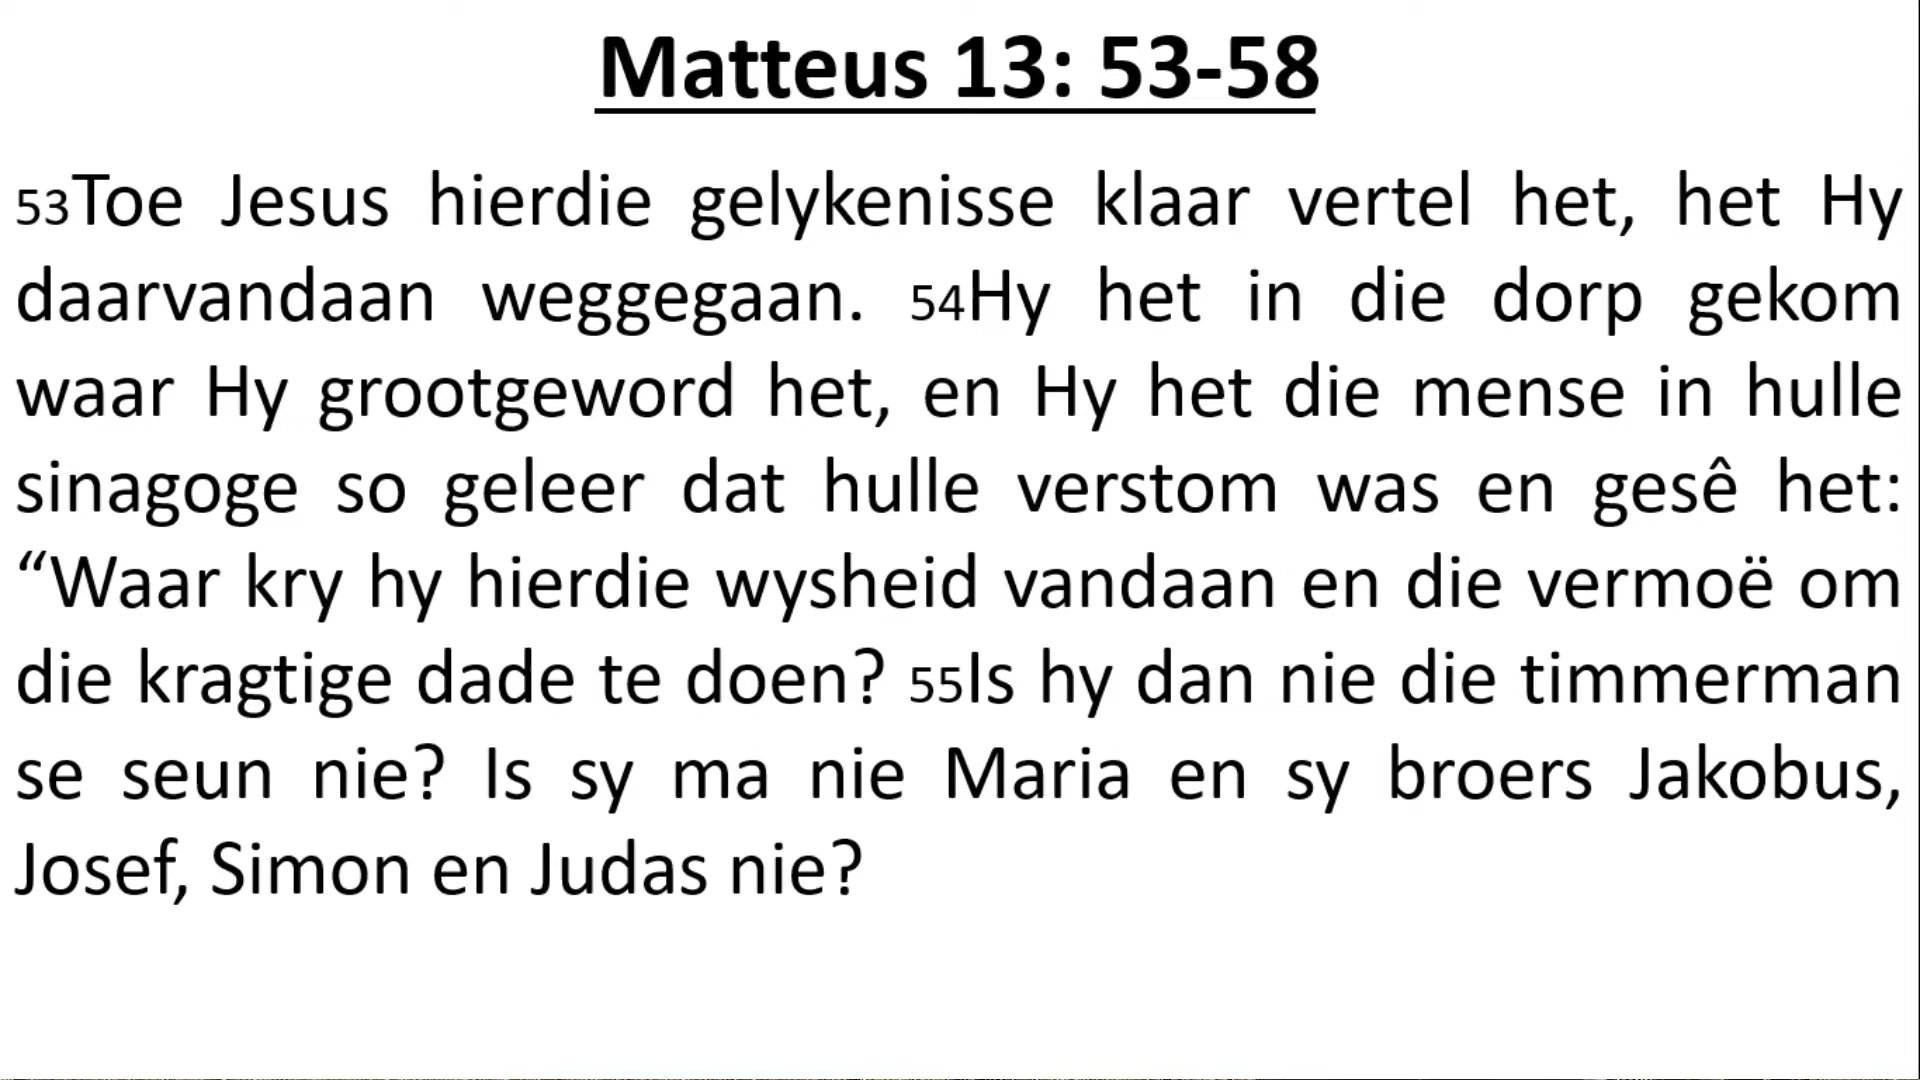 Matteus 13: 53-58
53Toe Jesus hierdie gelykenisse klaar vertel het, het Hy
daarvandaan weggegaan. 54Hy het in die dorp gekom
waar Hy grootgeword het, en Hy het die mense in hulle
sinagoge so geleer dat hulle verstom was en gesê het:
“Waar kry hy hierdie wysheid vandaan en die vermoë om
die kragtige dade te doen? 55Is hy dan nie die timmerman
se seun nie? Is sy ma nie Maria en sy broers Jakobus,
Josef, Simon en Judas nie?